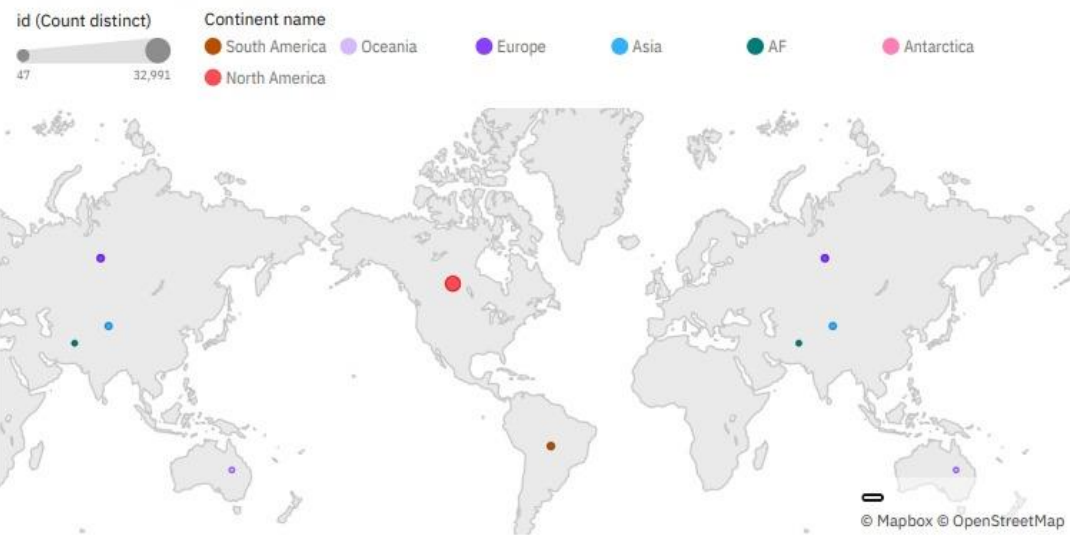 id (Count distinct)
47 32,991
Continent name
South America Oceania Europe Asia AF Antarctica
North America
© Mapbox © OpenStreetMap